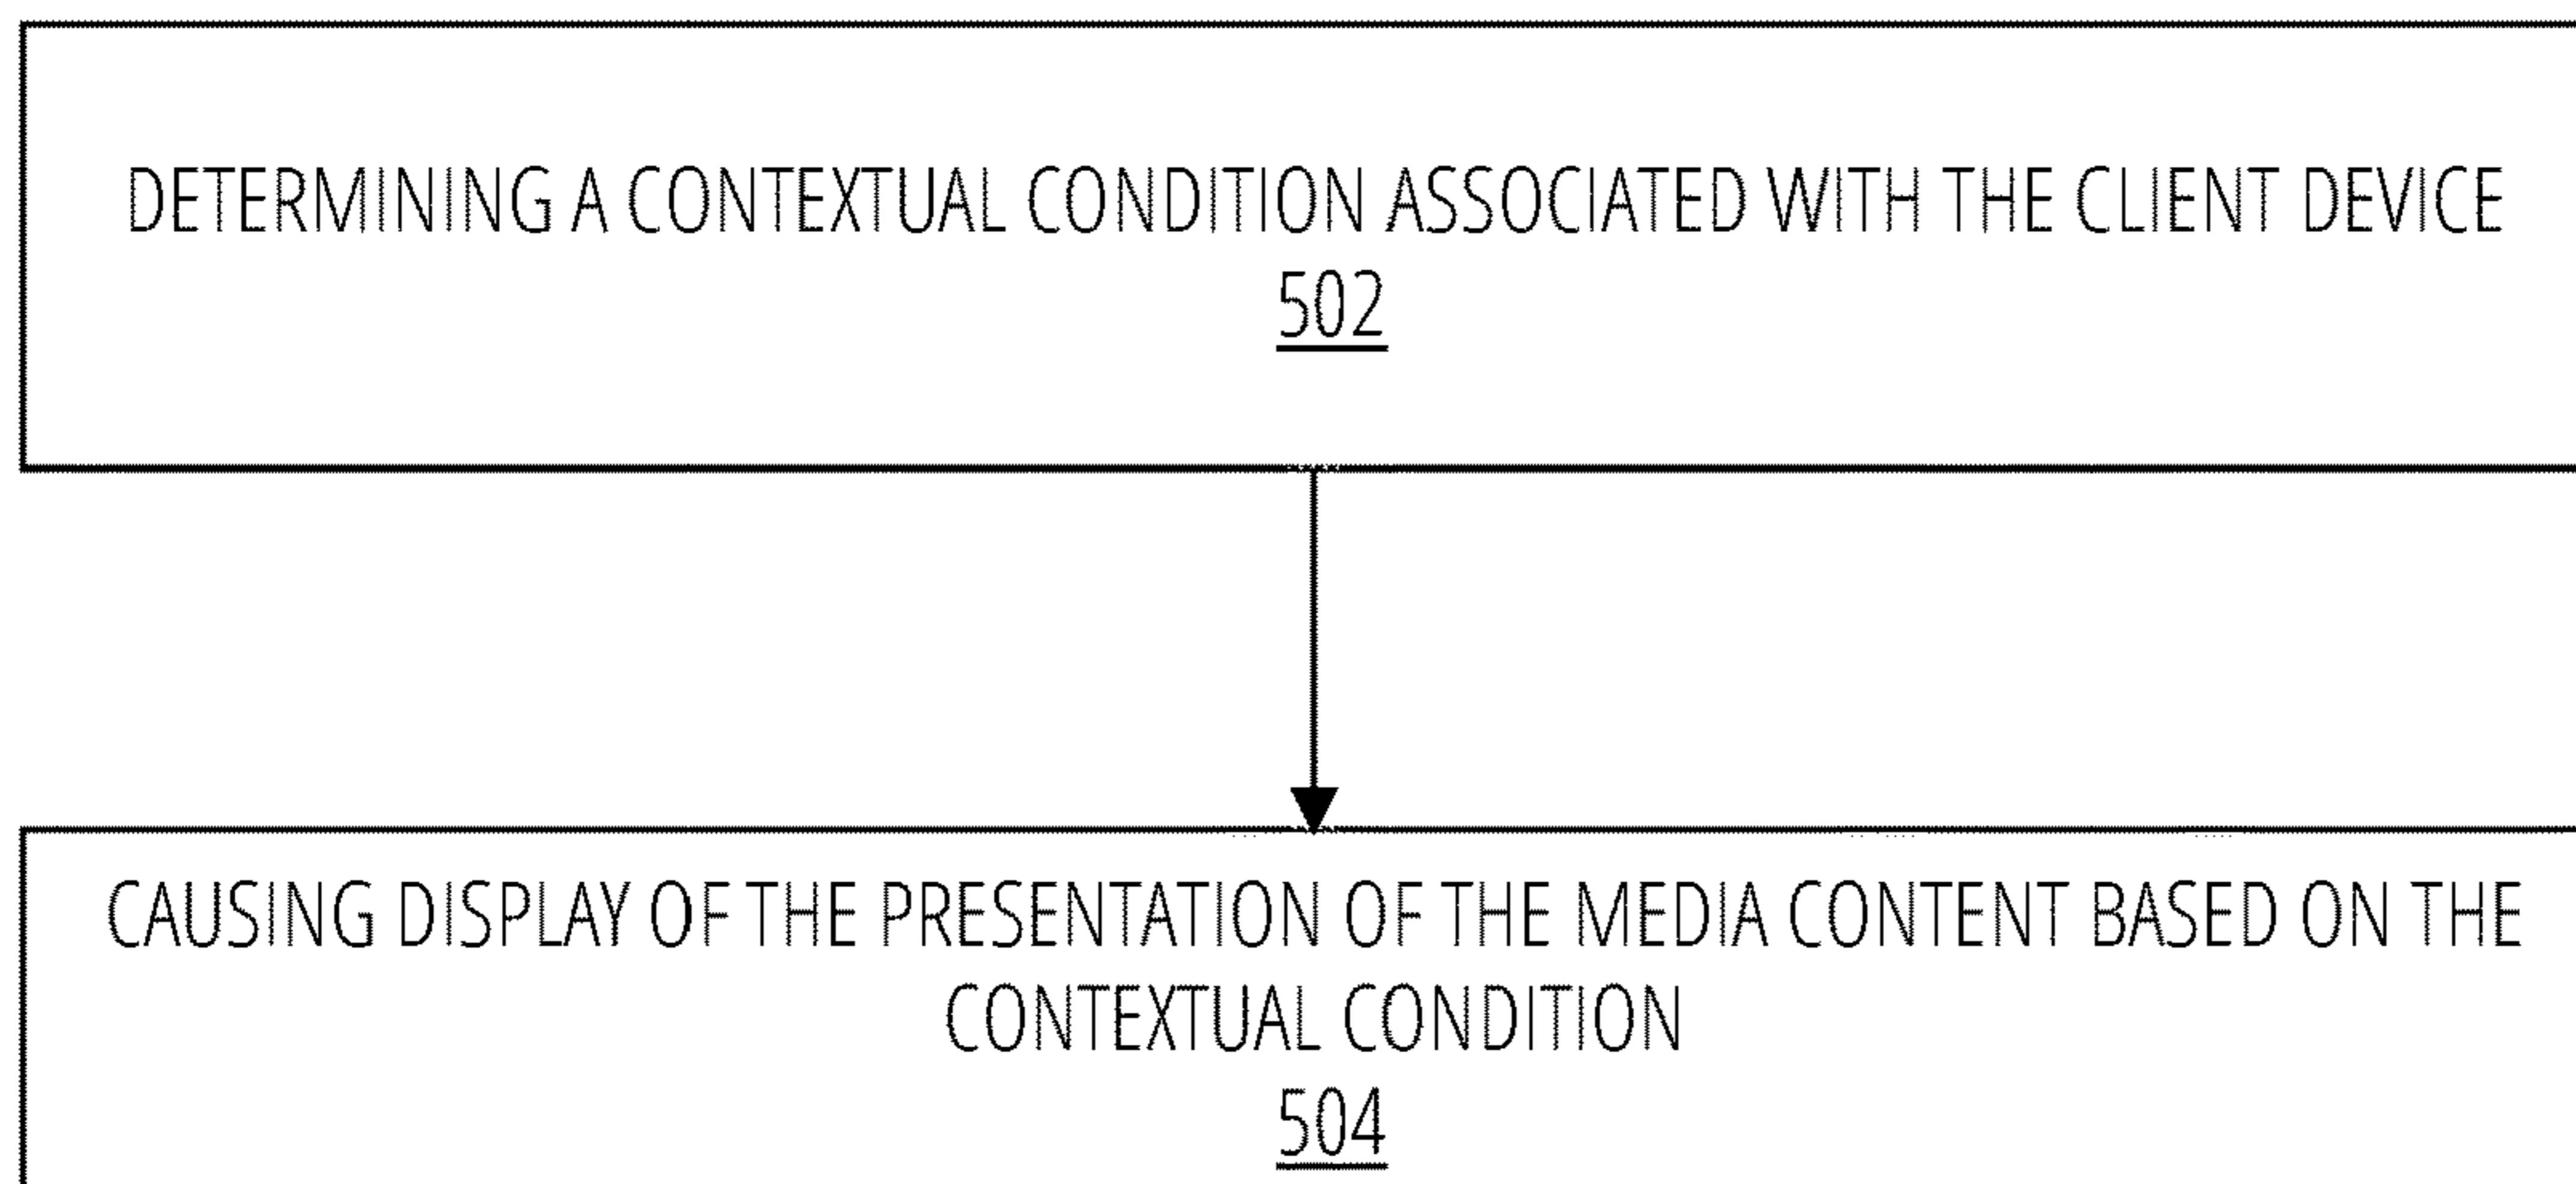 DETERMINING A CONTEXTUAL CONDITION ASSOCIATED WITH THE CLIENT DEVICE
502
CAUSING DISPLAY OF THE PRESENTATION OF THE MEDIA CONTENT BASED ON THE
CONTEXTUAL CONDITION
504